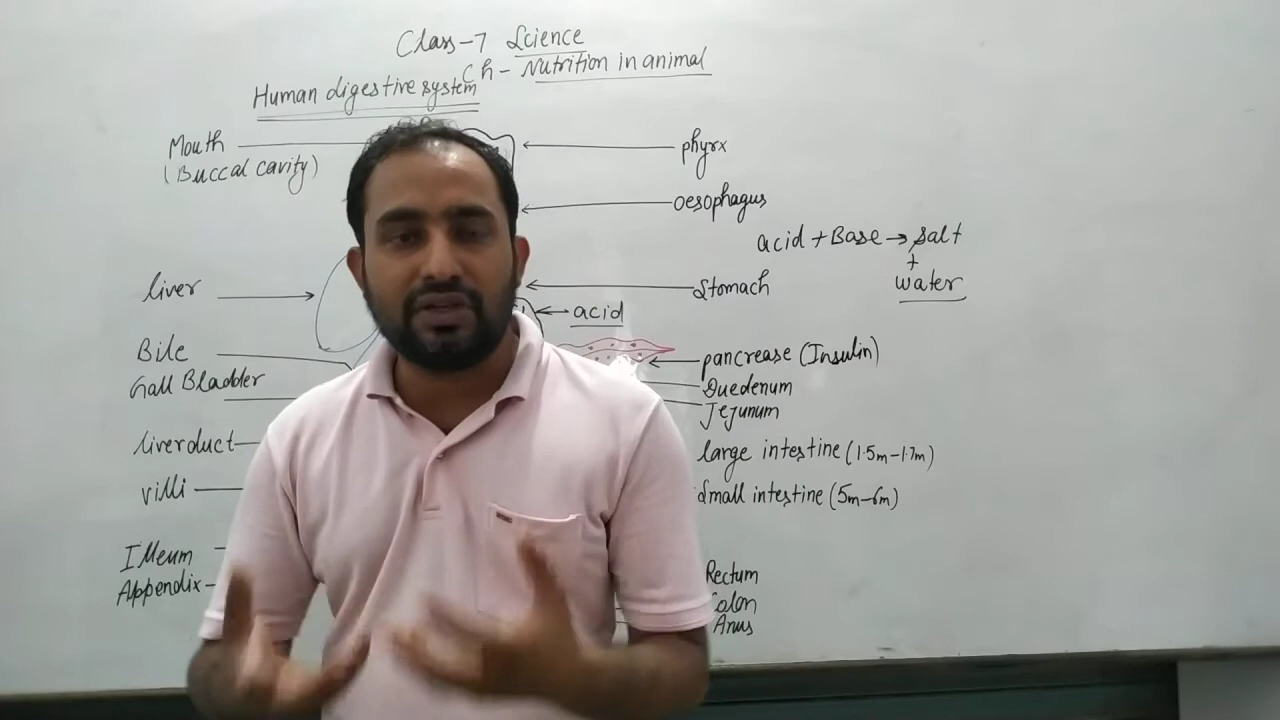 Class-7 Science
Ch- Nutrition in animal
Human digestive system
Mouth
(Buccal cavity)
phyrx
oesophagus
acid + Base → salt
+
water
liver
Stomach
acid
Bile
Gall Bladder
pancrease (Insulin)
Duedenum
Jejunum
liverduct
large intestine (1.5m-1.7m)
villi
Small intestine (5m-6m)
Illeum
Appendix
Rectum
Colon
Anus